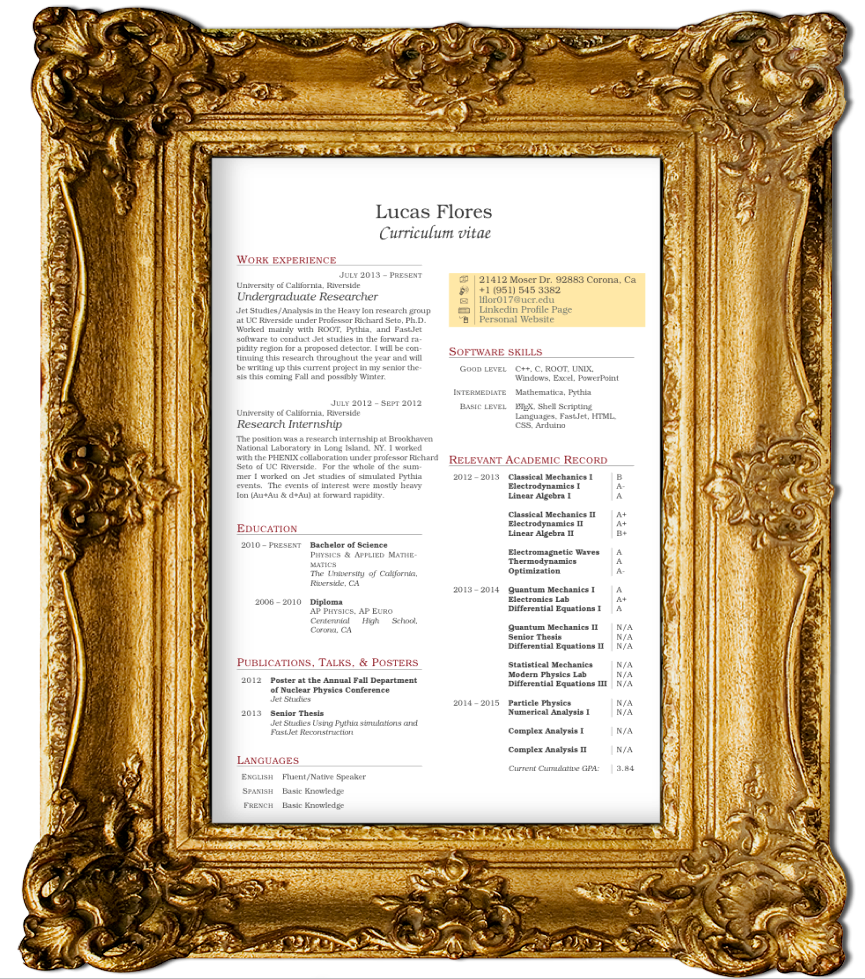 Lucas Flores
Curriculum vitae
Work experience
July 2013 – Present
University of California, Riverside
Undergraduate Researcher
Jet Studies/Analysis in the Heavy Ion research group
at UC Riverside under Professor Richard Seto, Ph.D.
Worked mainly with ROOT, Pythia, and FastJet
software to conduct Jet studies in the forward ra-
pidity region for a proposed detector. I will be con-
tinuing this research throughout the year and will
be writing up this current project in my senior the-
sis this coming Fall and possibly Winter.
July 2012 – Sept 2012
University of California, Riverside
Research Internship
The position was a research internship at Brookhaven
National Laboratory in Long Island, NY. I worked
with the PHENIX collaboration under professor Richard
Seto of UC Riverside. For the whole of the sum-
mer I worked on Jet studies of simulated Pythia
events. The events of interest were mostly heavy
Ion (Au+Au & d+Au) at forward rapidity.
Education
2010 – Present Bachelor of Science
Physics & Applied Mathe-
matics
The University of California,
Riverside, CA
2006 – 2010 Diploma
AP Physics, AP Euro
Centennial High School,
Corona, CA
Publications, Talks, & Posters
2012 Poster at the Annual Fall Department
of Nuclear Physics Conference
Jet Studies
2013 Senior Thesis
Jet Studies Using Pythia simulations and
FastJet Reconstruction
Languages
English Fluent/Native Speaker
Spanish Basic Knowledge
French Basic Knowledge
21412 Moser Dr. 92883 Corona, Ca
+1 (951) 545 3382
lflor017@ucr.edu
Linkedin Profile Page
Personal Website
Software skills
Good level C++, C, ROOT, UNIX,
Windows, Excel, PowerPoint
Intermediate Mathematica, Pythia
Basic level LATEX, Shell Scripting
Languages, FastJet, HTML,
CSS, Arduino
Relevant Academic Record
2012 – 2013 Classical Mechanics I B
Electrodynamics I A-
Linear Algebra I A
Classical Mechanics II A+
Electrodynamics II A+
Linear Algebra II B+
Electromagnetic Waves A
Thermodynamics A
Optimization A-
2013 – 2014 Quantum Mechanics I A
Electronics Lab A+
Differential Equations I A
Quantum Mechanics II N/A
Senior Thesis N/A
Differential Equations II N/A
Statistical Mechanics N/A
Modern Physics Lab N/A
Differential Equations III N/A
2014 – 2015 Particle Physics N/A
Numerical Analysis I N/A
Complex Analysis I N/A
Complex Analysis II N/A
Current Cumulative GPA: 3.84